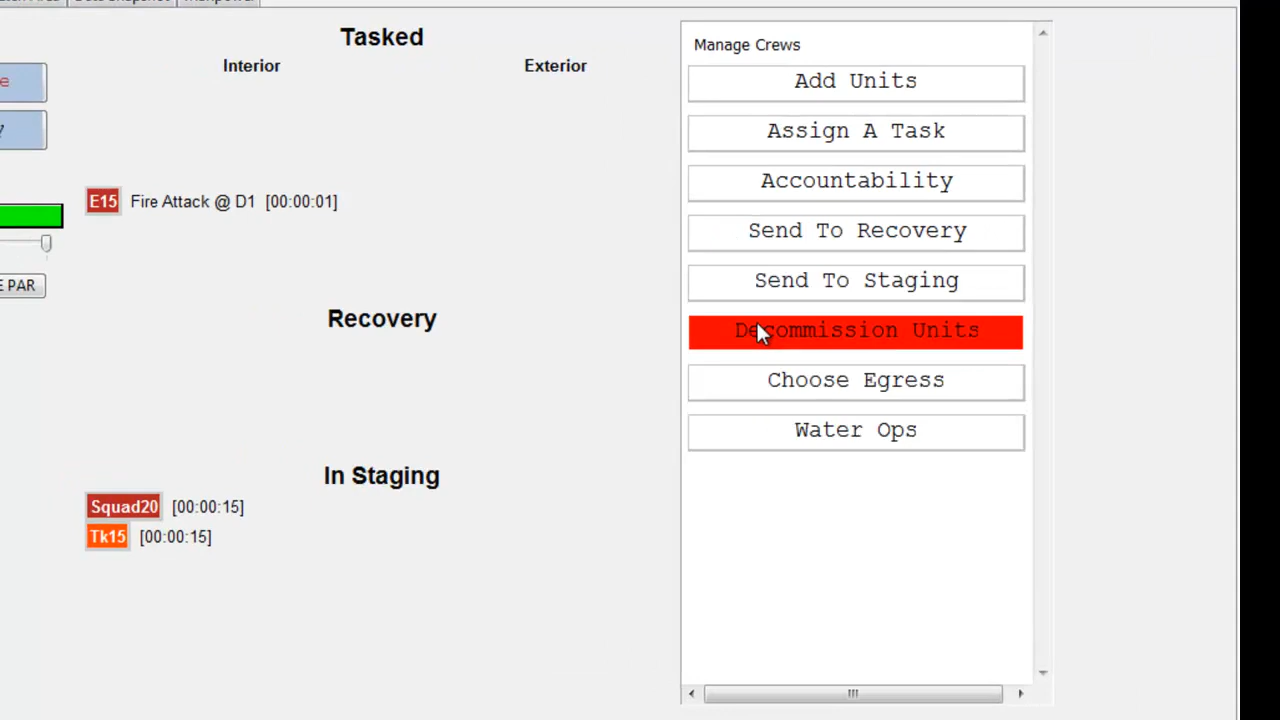 Tasked
Interior Exterior
E15 Fire Attack @ D1 [00:00:01]
E PAR
Recovery
In Staging
Squad20 [00:00:15]
Tk15 [00:00:15]
Manage Crews
Add Units
Assign A Task
Accountability
Send To Recovery
Send To Staging
Decommission Units
Choose Egress
Water Ops